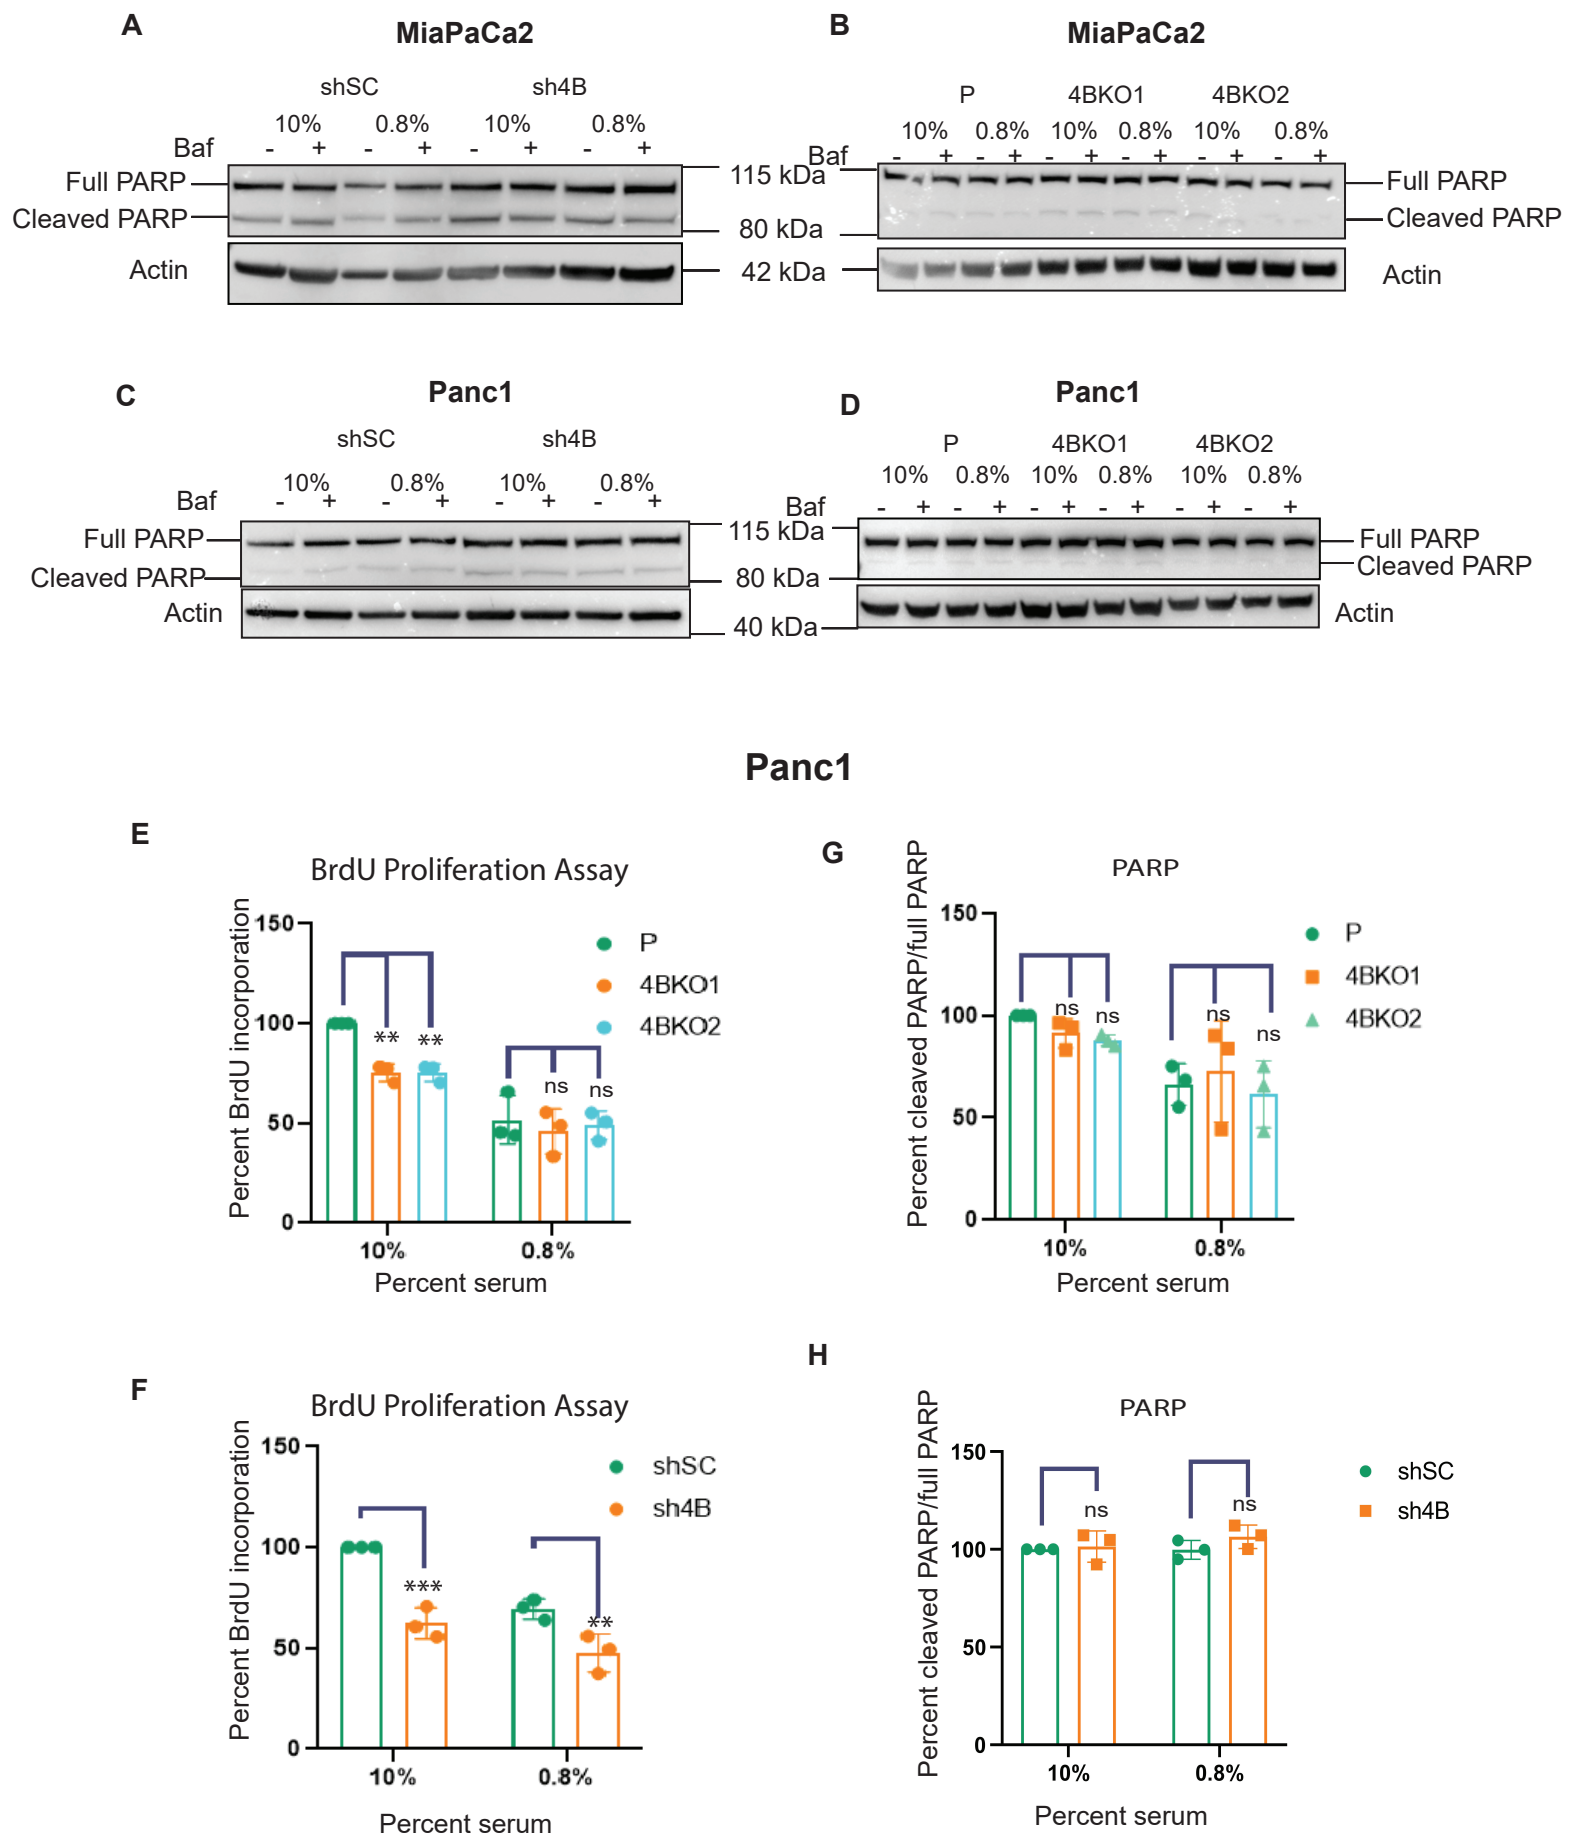 A
MiaPaCa2
shSC sh4B
10% 0.8% 10% 0.8%
Baf - + - + - + - +
Full PARP
Cleaved PARP
Actin
115 kDa
80 kDa
42 kDa
B
MiaPaCa2
P 4BKO1 4BKO2
10% 0.8% 10% 0.8% 10% 0.8%
Baf - + - + - + - + - + - +
Full PARP
Cleaved PARP
Actin
C
Panc1
shSC sh4B
10% 0.8% 10% 0.8%
Baf - + - + - + - +
Full PARP
Cleaved PARP
Actin
115 kDa
80 kDa
40 kDa
D
Panc1
P 4BKO1 4BKO2
10% 0.8% 10% 0.8% 10% 0.8%
Baf - + - + - + - + - + - +
Full PARP
Cleaved PARP
Actin
Panc1
E
BrdU Proliferation Assay
Percent BrdU incorporation
150
100
50
0
P
4BKO1
4BKO2
** **
ns ns
10% 0.8%
Percent serum
G
PARP
Percent cleaved PARP/full PARP
150
100
50
0
P
4BKO1
4BKO2
ns ns
ns ns
10% 0.8%
Percent serum
F
BrdU Proliferation Assay
Percent BrdU incorporation
150
100
50
0
shSC
sh4B
***
**
10% 0.8%
Percent serum
H
PARP
Percent cleaved PARP/full PARP
150
100
50
0
shSC
sh4B
ns ns
10% 0.8%
Percent serum